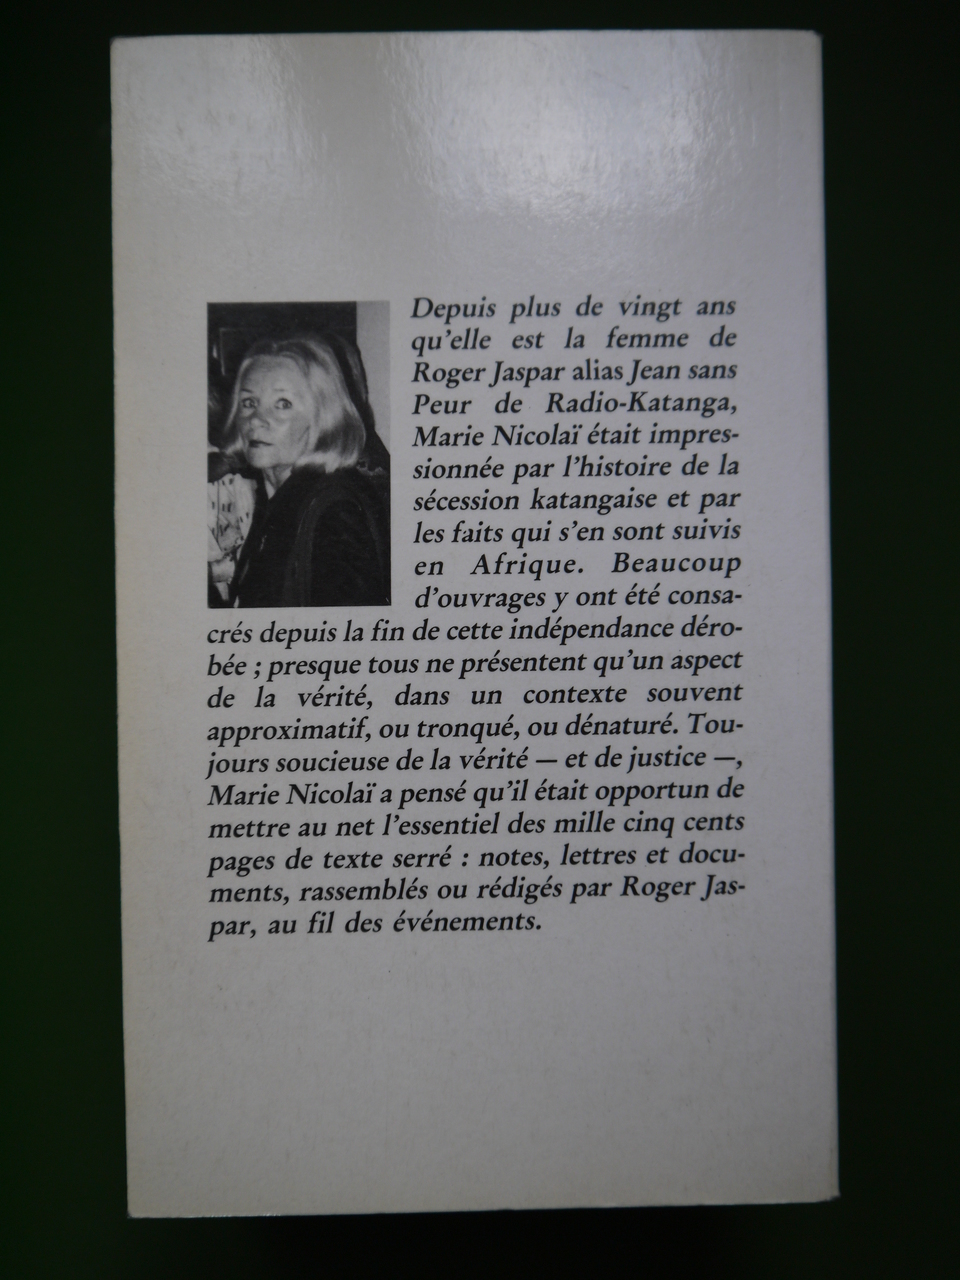 Depuis plus de vingt ans
qu'elle est la femme de
Roger Jaspar alias Jean sans
Peur de Radio-Katanga,
Marie Nicolaï était impres-
sionnée par l'histoire de la
sécession katangaise et par
les faits qui s'en sont suivis
en Afrique. Beaucoup
d'ouvrages y ont été consa-
crés depuis la fin de cette indépendance déro-
bée ; presque tous ne présentent qu'un aspect
de la vérité, dans un contexte souvent
approximatif, ou tronqué, ou dénaturé. Tou-
jours soucieuse de la vérité — et de justice —,
Marie Nicolaï a pensé qu'il était opportun de
mettre au net l'essentiel des mille cinq cents
pages de texte serré : notes, lettres et docu-
ments, rassemblés ou rédigés par Roger Jas-
par, au fil des événements.